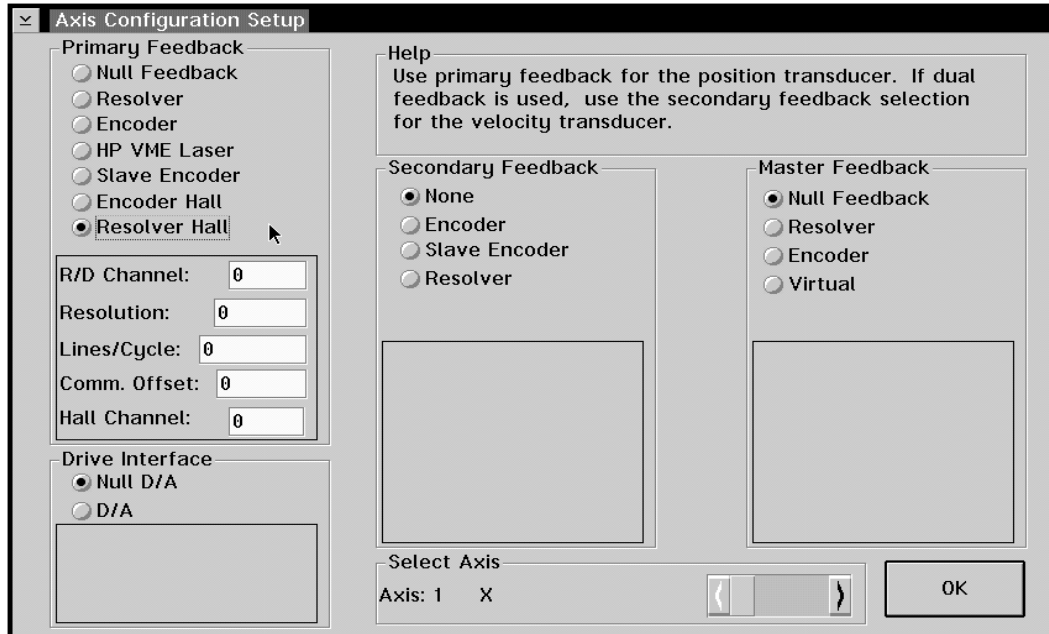 Axis Configuration Setup
Primary Feedback
Null Feedback
Resolver
Encoder
HP VME Laser
Slave Encoder
Encoder Hall
Resolver Hall
R/D Channel: 0
Resolution: 0
Lines/Cycle: 0
Comm. Offset: 0
Hall Channel: 0
Drive Interface
Null D/A
D/A
Help
Use primary feedback for the position transducer. If dual
feedback is used, use the secondary feedback selection
for the velocity transducer.
Secondary Feedback
None
Encoder
Slave Encoder
Resolver
Master Feedback
Null Feedback
Resolver
Encoder
Virtual
Select Axis
Axis: 1 X
OK